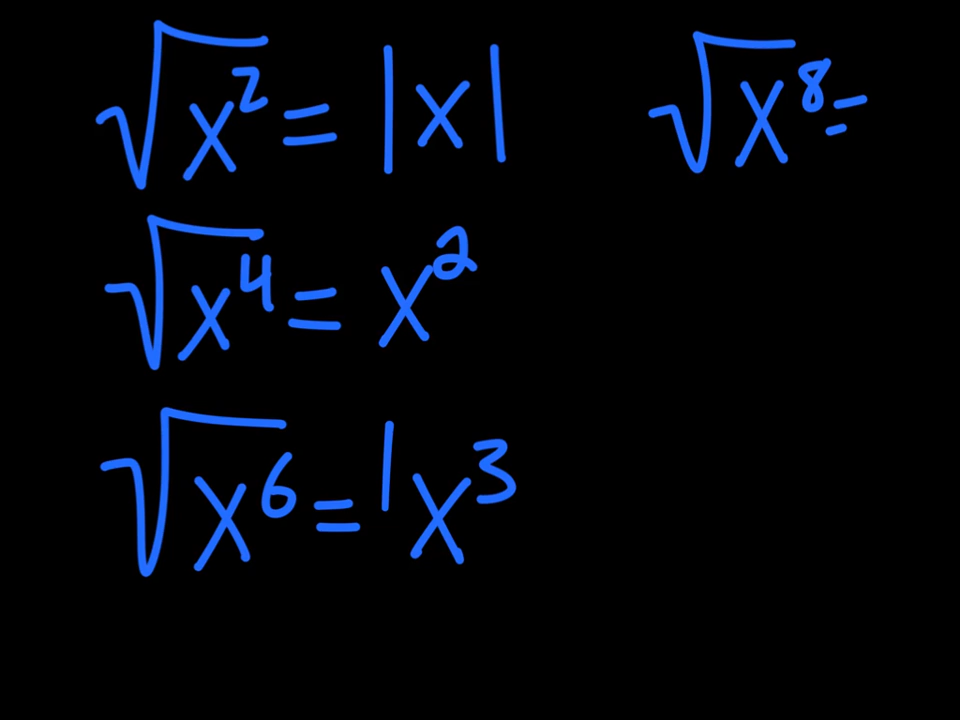 √x² = |x|
√x⁴ = x²
√x⁶ = |x³
√x⁸ =